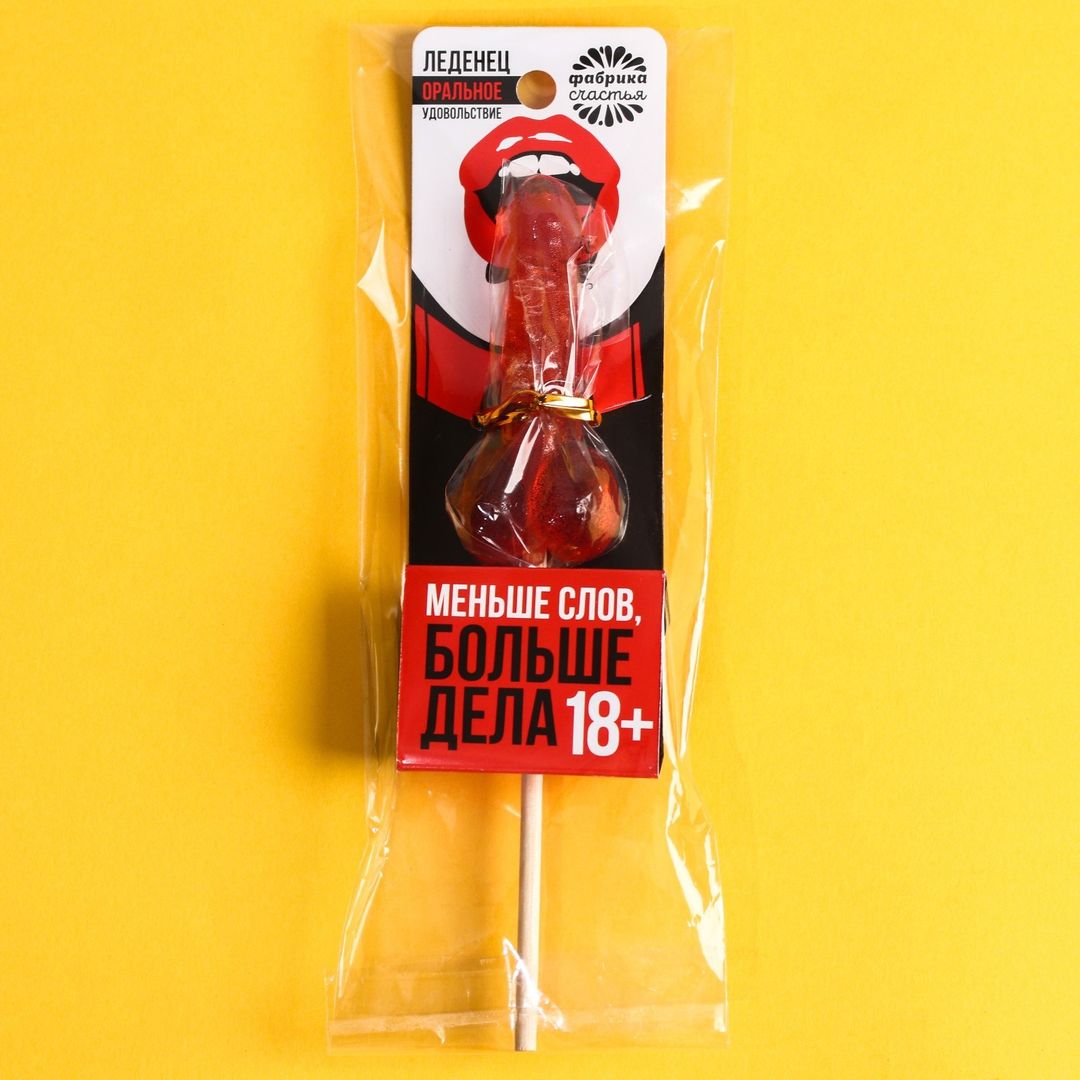 ЛЕДЕНЕЦ
ОРАЛЬНОЕ
УДОВОЛЬСТВИЕ
фабрика
счастья
МЕНЬШЕ СЛОВ,
БОЛЬШЕ
ДЕЛА 18+